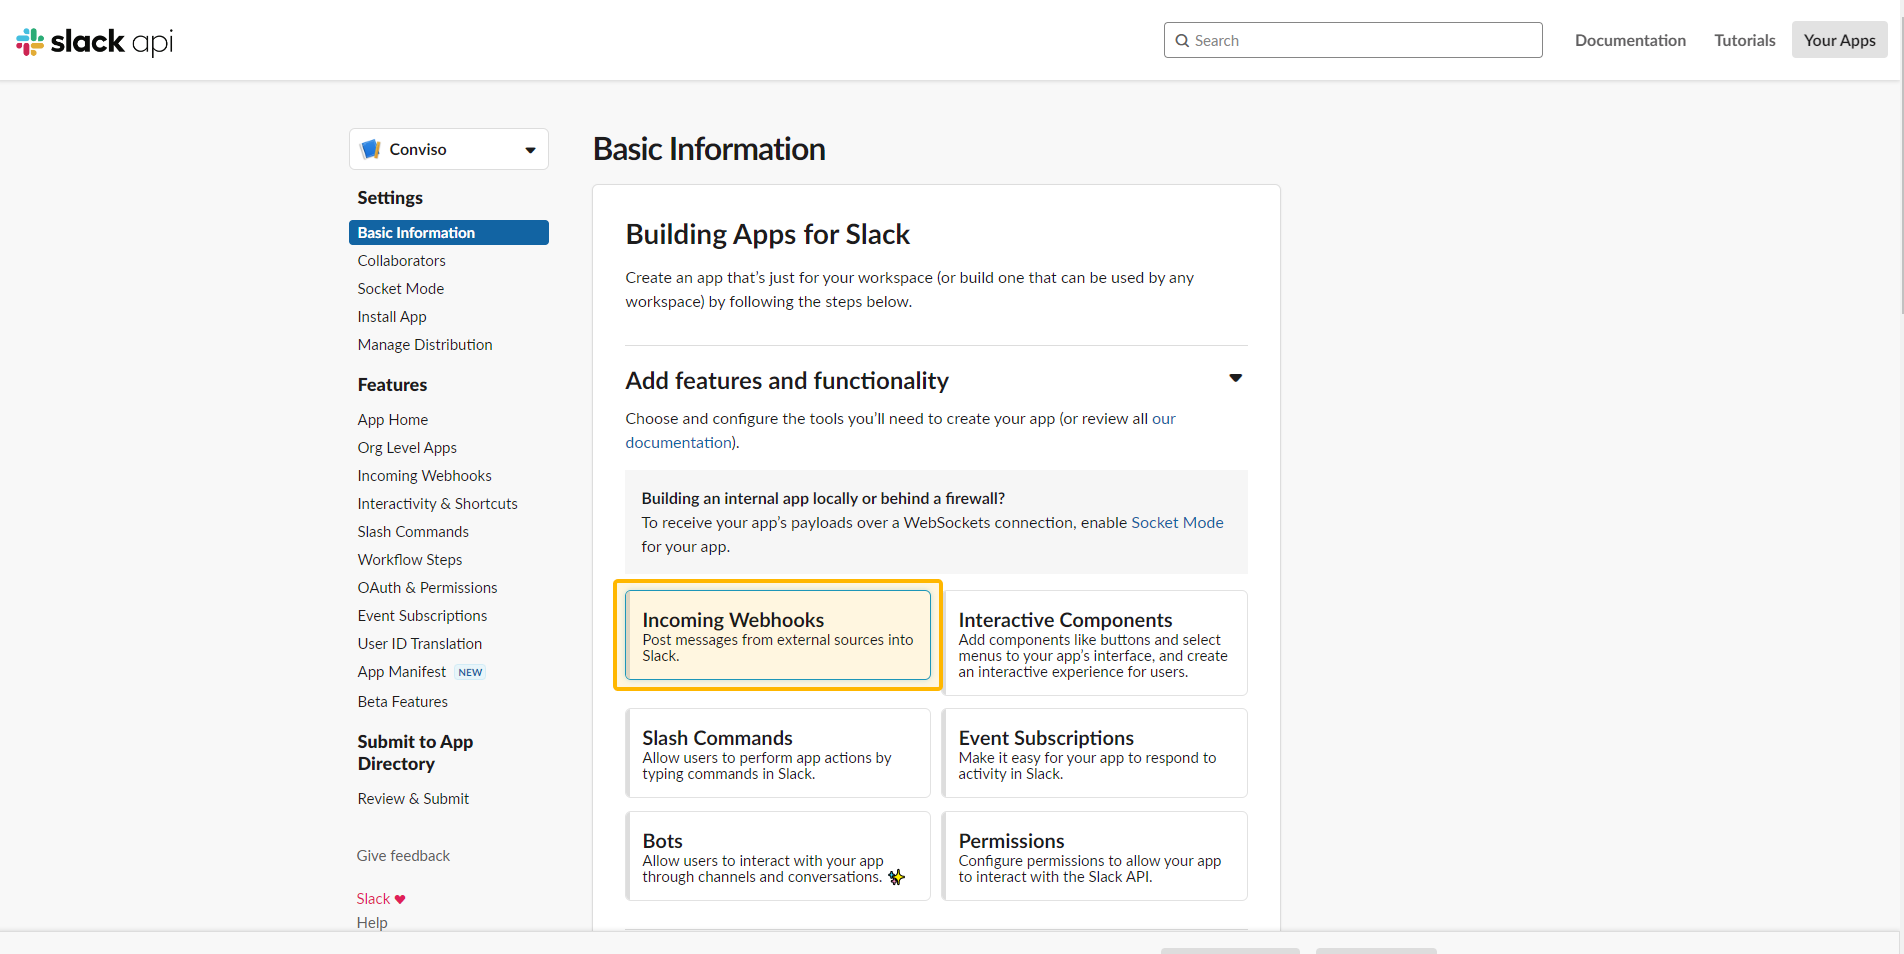 slack api
Search
Documentation
Tutorials
Your Apps
Conviso
Settings
Basic Information
Collaborators
Socket Mode
Install App
Manage Distribution
Features
App Home
Org Level Apps
Incoming Webhooks
Interactivity & Shortcuts
Slash Commands
Workflow Steps
OAuth & Permissions
Event Subscriptions
User ID Translation
App Manifest NEW
Beta Features
Submit to App
Directory
Review & Submit
Give feedback
Slack
Help
Basic Information
Building Apps for Slack
Create an app that’s just for your workspace (or build one that can be used by any
workspace) by following the steps below.
Add features and functionality
Choose and configure the tools you’ll need to create your app (or review all our
documentation).
Building an internal app locally or behind a firewall?
To receive your app’s payloads over a WebSockets connection, enable Socket Mode
for your app.
Incoming Webhooks
Post messages from external sources into
Slack.
Interactive Components
Add components like buttons and select
menus to your app’s interface, and create
an interactive experience for users.
Slash Commands
Allow users to perform app actions by
typing commands in Slack.
Event Subscriptions
Make it easy for your app to respond to
activity in Slack.
Bots
Allow users to interact with your app
through channels and conversations.
Permissions
Configure permissions to allow your app
to interact with the Slack API.